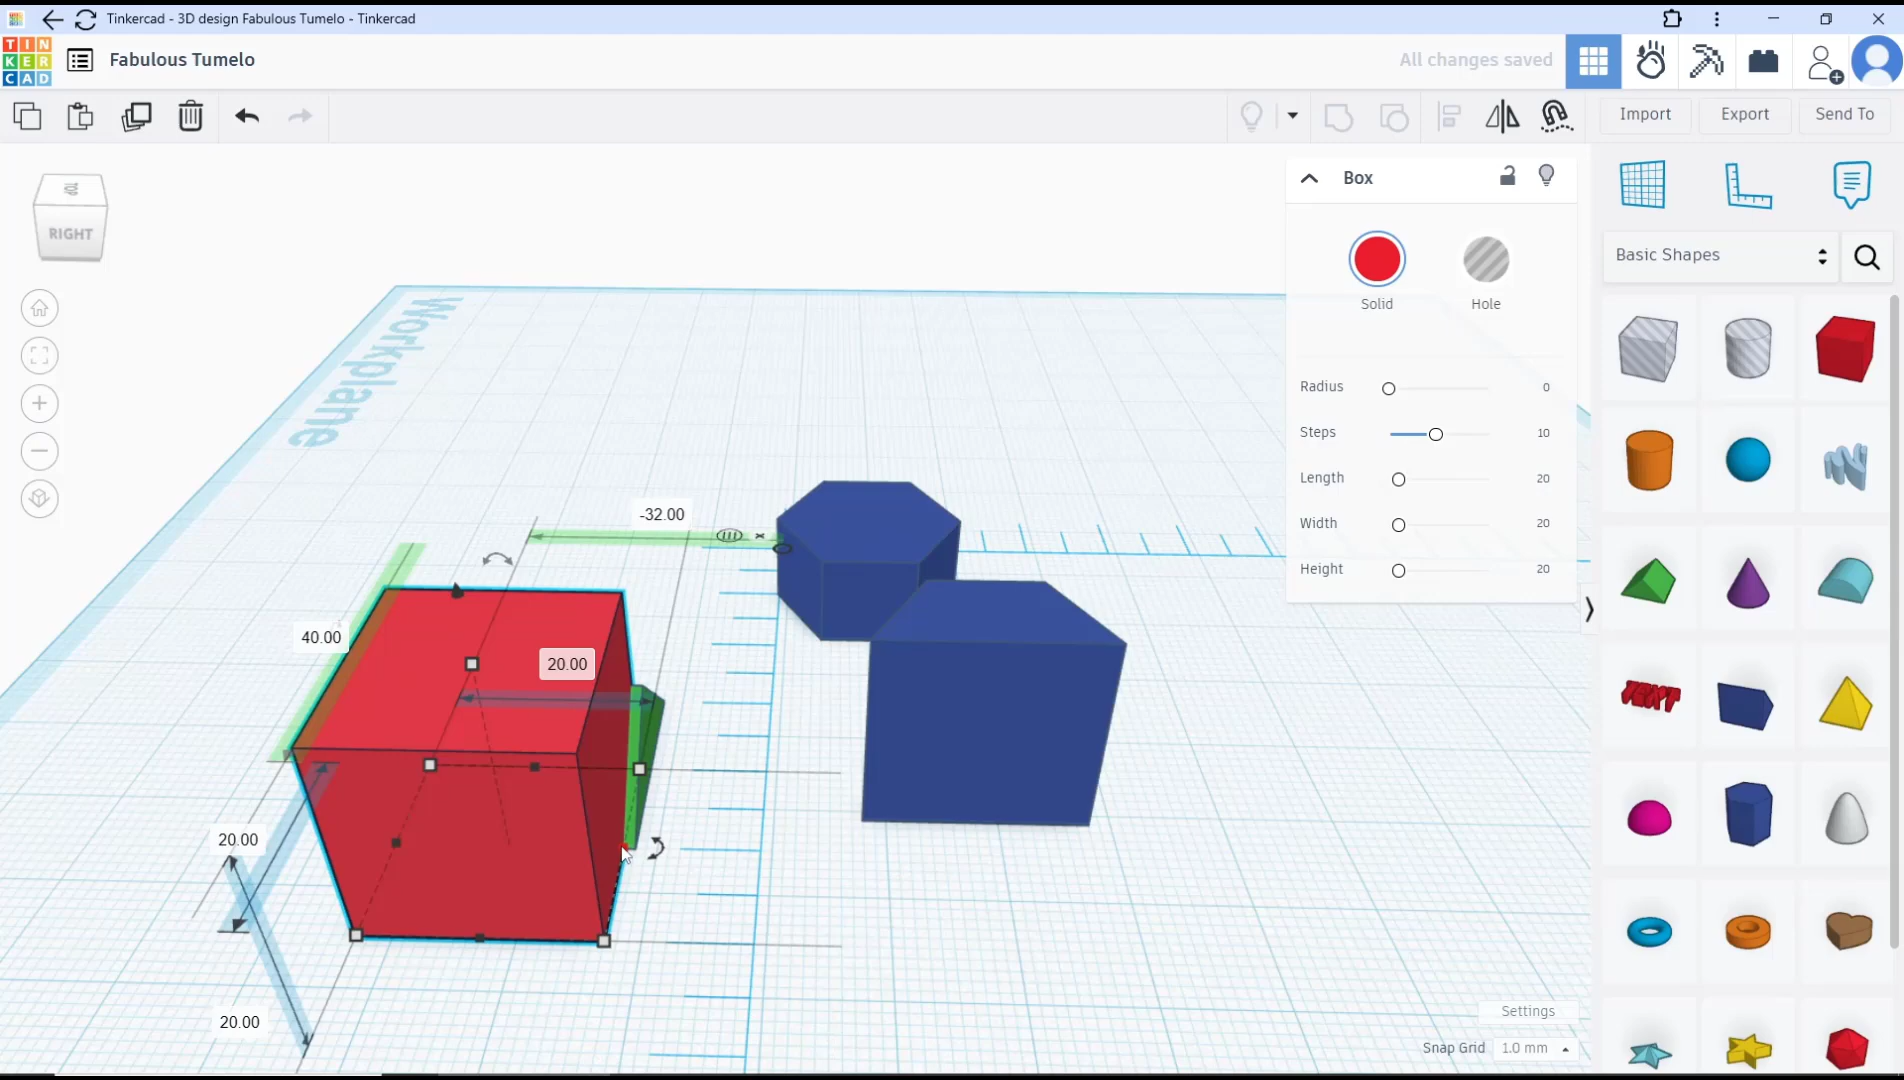 Tinkercad - 3D design Fabulous Tumelo - Tinkercad
TIN
KER
CAD
Fabulous Tumelo
All changes saved
Import
Export
Send To
RIGHT
Box
Solid
Hole
Basic Shapes
Workplane
Radius
0
Steps
10
Length
20
Width
20
Height
20
-32.00
40.00
20.00
20.00
20.00
TEXT
Settings
Snap Grid
1.0 mm